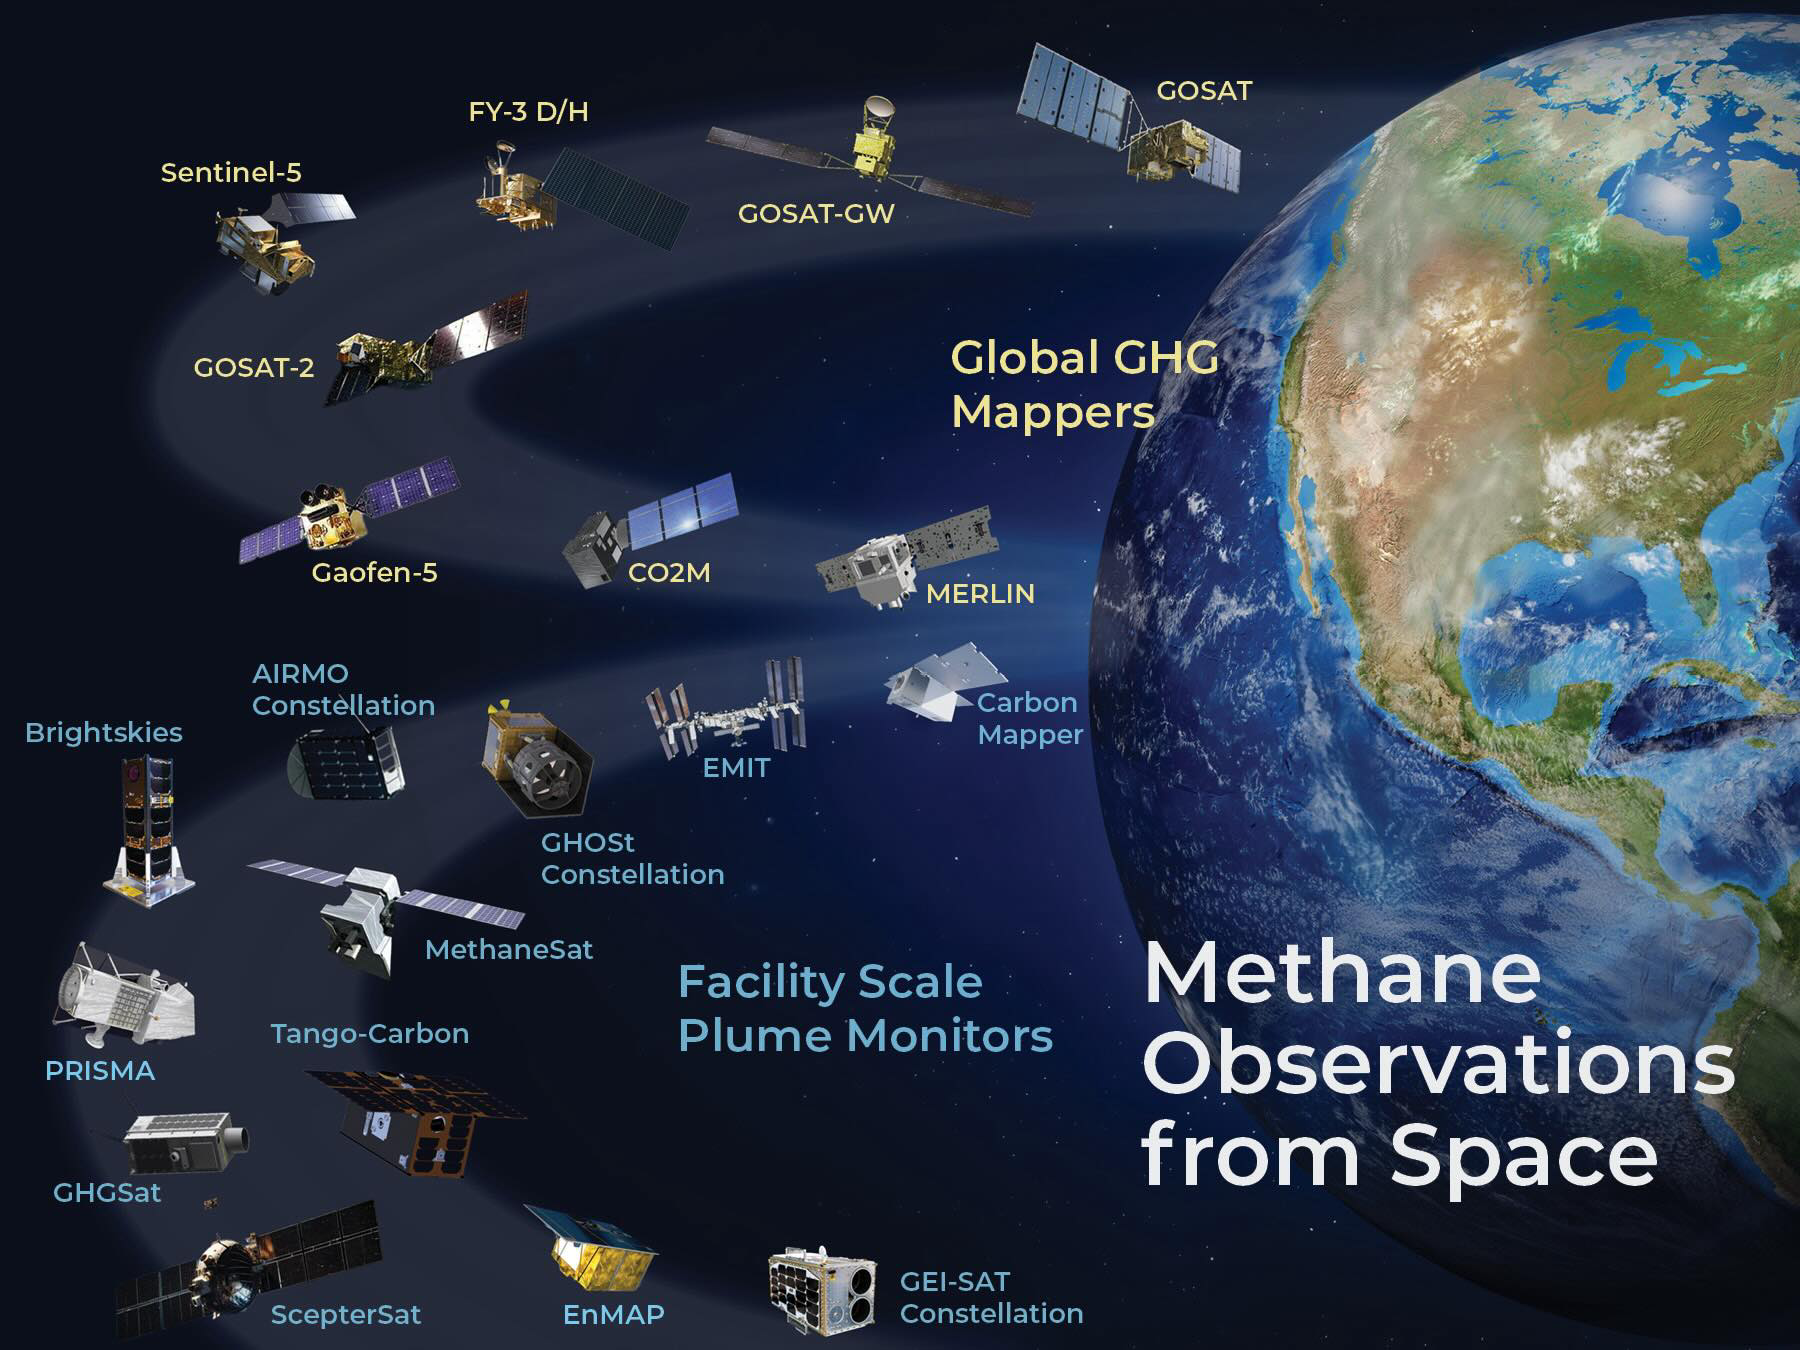 GOSAT
FY-3 D/H
Sentinel-5
GOSAT-GW
GOSAT-2
Global GHG
Mappers
Gaofen-5
CO2M
MERLIN
AIRMO
Constellation
Brightskies
Carbon
Mapper
EMIT
GHOSt
Constellation
MethaneSat
Facility Scale
Plume Monitors
Methane
Observations
from Space
Tango-Carbon
PRISMA
GHGSat
ScepterSat
EnMAP
GEI-SAT
Constellation